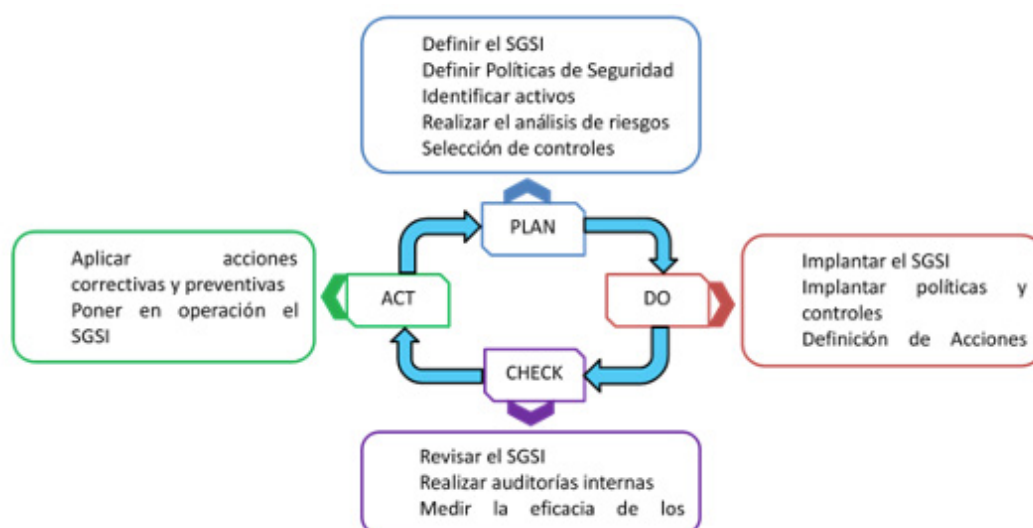 Definir el SGSI
Definir Políticas de Seguridad
Identificar activos
Realizar el análisis de riesgos
Selección de controles
PLAN
Aplicar acciones
correctivas y preventivas
Poner en operación el
SGSI
ACT
DO
Implantar el SGSI
Implantar políticas y
controles
Definición de Acciones
CHECK
Revisar el SGSI
Realizar auditorías internas
Medir la eficacia de los